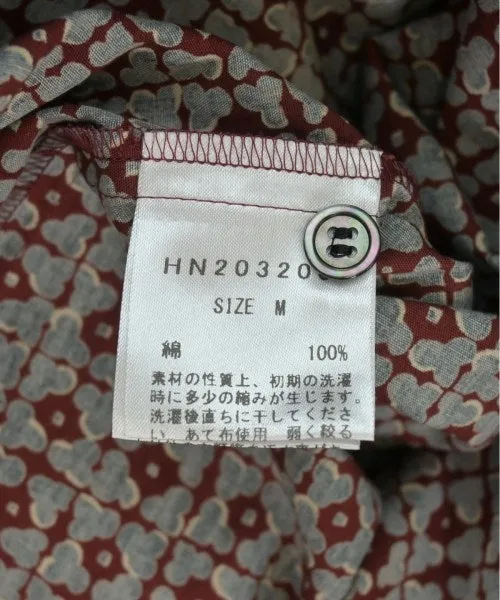 HN20320
SIZE M
綿 100%
素材の性質上、初期の洗濯
時に多少の縮みが生じます。
洗濯後直ちに干してくださ
い、あて布使用 弱く絞る